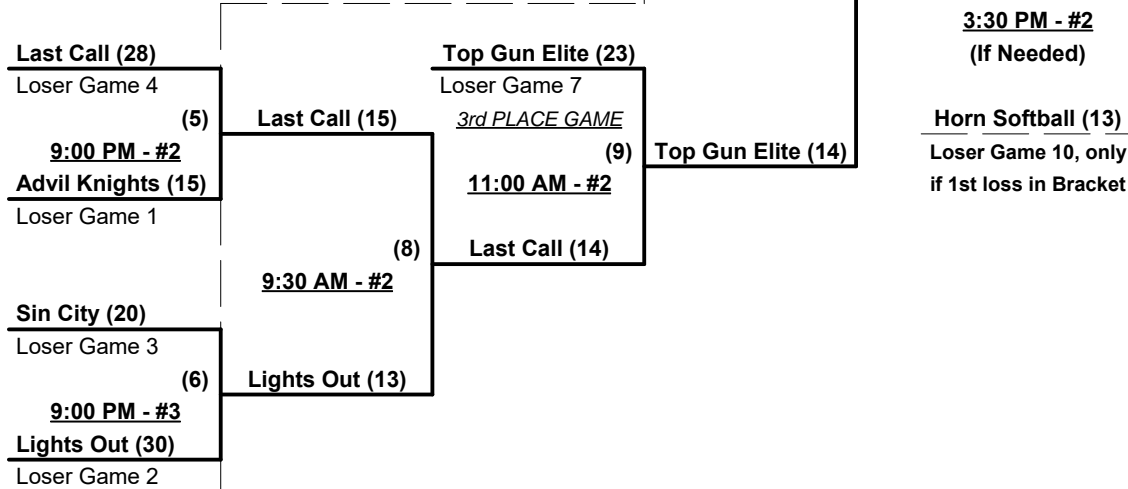 3:30 PM - #2
Last Call (28)
Top Gun Elite (23)
(If Needed)
Loser Game 4
Loser Game 7
(5)
Last Call (15)
3rd PLACE GAME
Horn Softball (13)
9:00 PM - #2
(9)
Top Gun Elite (14)
Loser Game 10, only
Advil Knights (15)
11:00 AM - #2
if 1st loss in Bracket
Loser Game 1
(8)
Last Call (14)
9:30 AM - #2
Sin City (20)
Loser Game 3
(6)
Lights Out (13)
9:00 PM - #3
Lights Out (30)
Loser Game 2